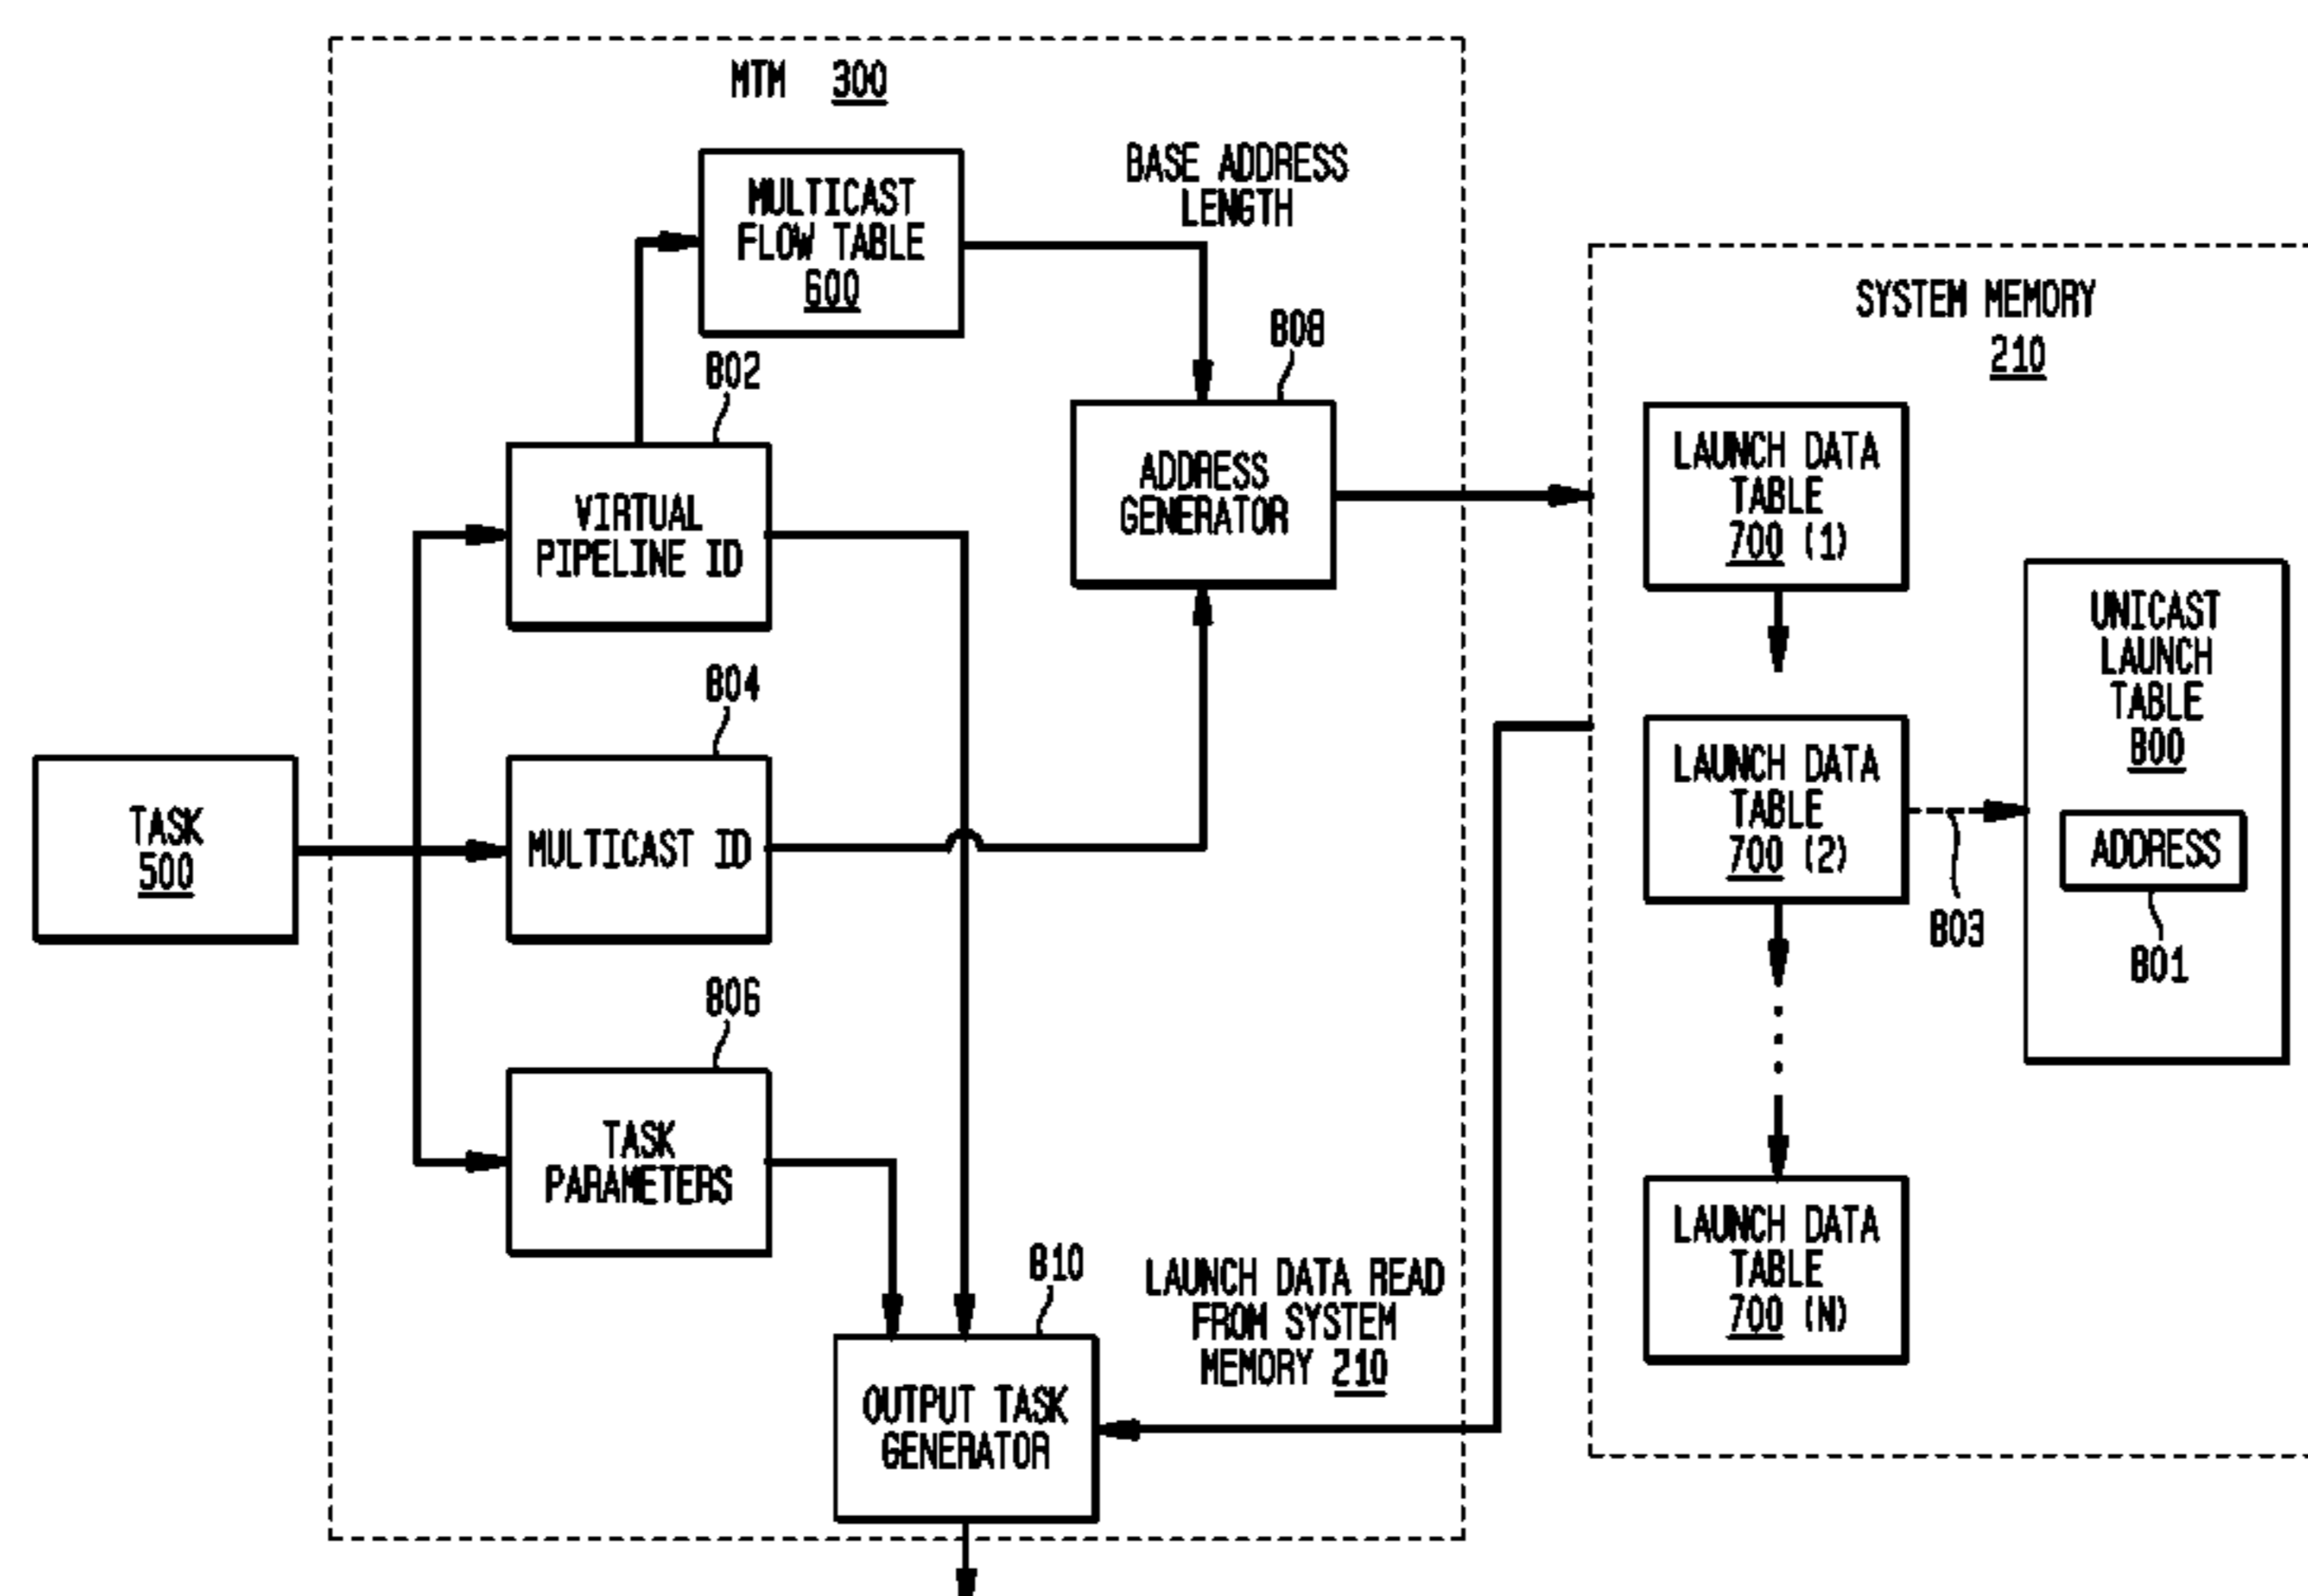 MTM 300
MULTICAST
FLOW TABLE
600
BASE ADDRESS
LENGTH
802
808
VIRTUAL
PIPELINE ID
ADDRESS
GENERATOR
804
TASK
500
MULTICAST ID
806
TASK
PARAMETERS
810
OUTPUT TASK
GENERATOR
LAUNCH DATA READ
FROM SYSTEM
MEMORY 210
SYSTEM MEMORY
210
LAUNCH DATA
TABLE
700 (1)
LAUNCH DATA
TABLE
700 (2)
803
UNICAST
LAUNCH
TABLE
800
ADDRESS
801
LAUNCH DATA
TABLE
700 (N)